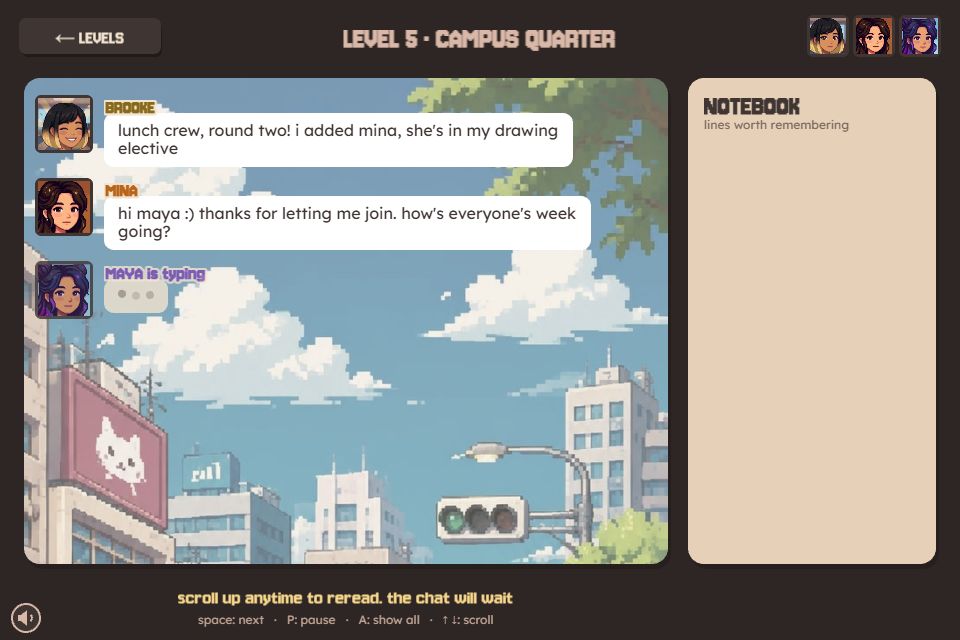 ← LEVELS
LEVEL 5 · CAMPUS QUARTER
BROOKE
lunch crew, round two! i added mina, she's in my drawing
elective
MINA
hi maya :) thanks for letting me join. how's everyone's week
going?
MAYA is typing
NOTEBOOK
lines worth remembering
scroll up anytime to reread. the chat will wait
space: next · P: pause · A: show all · ↑ ↓: scroll